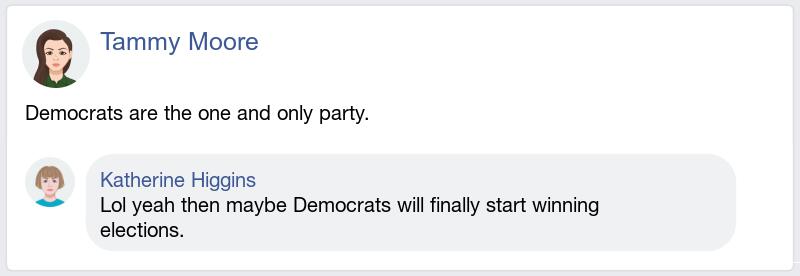 Tammy Moore
Democrats are the one and only party.
Katherine Higgins
Lol yeah then maybe Democrats will finally start winning
elections.